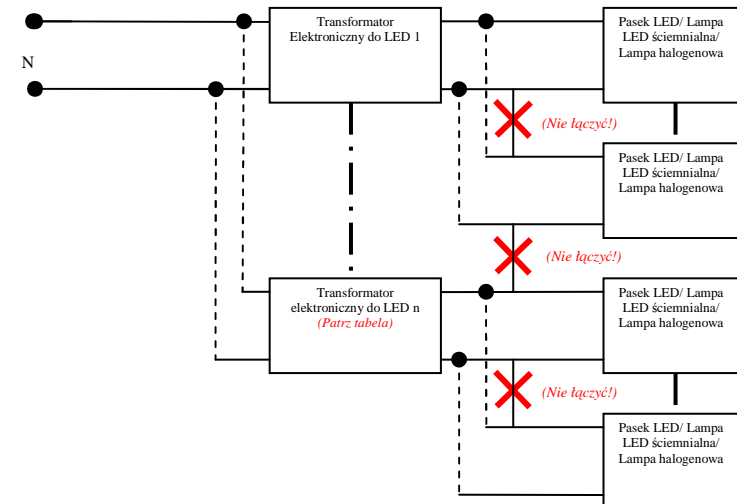 Transformator
Elektroniczny do LED 1
Pasek LED/ Lampa
LED ściemnialna/
Lampa halogenowa
N
(Nie łączyć!)
Pasek LED/ Lampa
LED ściemnialna/
Lampa halogenowa
(Nie łączyć!)
Transformator
elektroniczny do LED n
(Patrz tabela)
Pasek LED/ Lampa
LED ściemnialna/
Lampa halogenowa
(Nie łączyć!)
Pasek LED/ Lampa
LED ściemnialna/
Lampa halogenowa